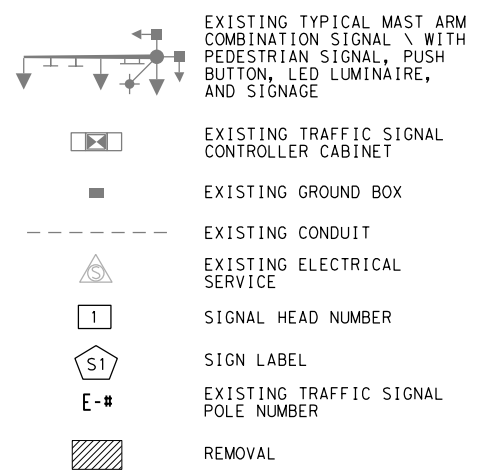 EXISTING TYPICAL MAST ARM
COMBINATION SIGNAL \ WITH
PEDESTRIAN SIGNAL, PUSH
BUTTON, LED LUMINAIRE,
AND SIGNAGE
EXISTING TRAFFIC SIGNAL
CONTROLLER CABINET
EXISTING GROUND BOX
EXISTING CONDUIT
S
EXISTING ELECTRICAL
SERVICE
1
SIGNAL HEAD NUMBER
S1
SIGN LABEL
E-#
EXISTING TRAFFIC SIGNAL
POLE NUMBER
REMOVAL